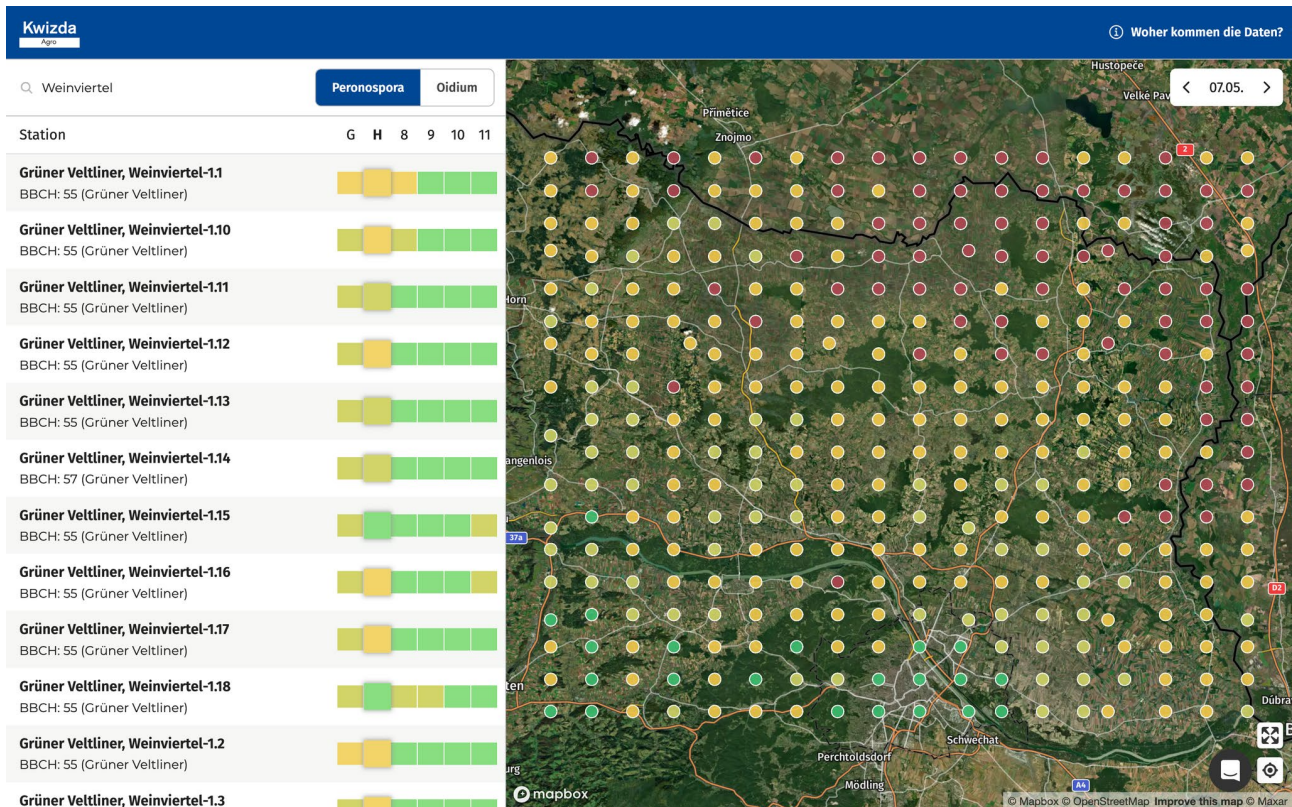 Kwizda
Agro
Woher kommen die Daten?
Weinviertel
Peronospora
Oidium
Station
G H 8 9 10 11
Grüner Veltliner, Weinviertel-1.1
BBCH: 55 (Grüner Veltliner)
Grüner Veltliner, Weinviertel-1.10
BBCH: 55 (Grüner Veltliner)
Grüner Veltliner, Weinviertel-1.11
BBCH: 55 (Grüner Veltliner)
Grüner Veltliner, Weinviertel-1.12
BBCH: 55 (Grüner Veltliner)
Grüner Veltliner, Weinviertel-1.13
BBCH: 55 (Grüner Veltliner)
Grüner Veltliner, Weinviertel-1.14
BBCH: 57 (Grüner Veltliner)
Grüner Veltliner, Weinviertel-1.15
BBCH: 55 (Grüner Veltliner)
Grüner Veltliner, Weinviertel-1.16
BBCH: 55 (Grüner Veltliner)
Grüner Veltliner, Weinviertel-1.17
BBCH: 55 (Grüner Veltliner)
Grüner Veltliner, Weinviertel-1.18
BBCH: 55 (Grüner Veltliner)
Grüner Veltliner, Weinviertel-1.2
BBCH: 55 (Grüner Veltliner)
Grüner Veltliner, Weinviertel-1.3
Hustopeče
Velké Pav
07.05.
Přímětice
Znojmo
2
Horn
angenlois
37a
D2
ten
Dúbra
Schwechat
Perchtoldsdorf
urg
Mödling
A4
mapbox
© Mapbox © OpenStreetMap Improve this map © Maxar